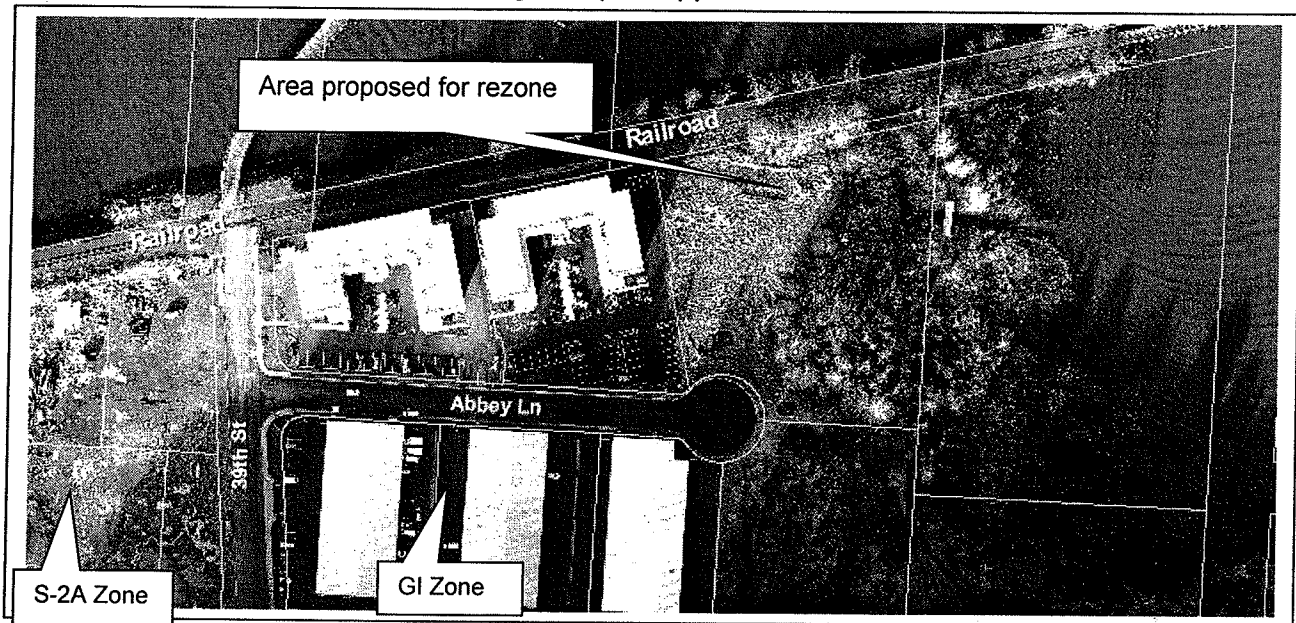 Area proposed for rezone
Railroad
Railroad
Abbey Ln
39th St
S-2A Zone
GI Zone